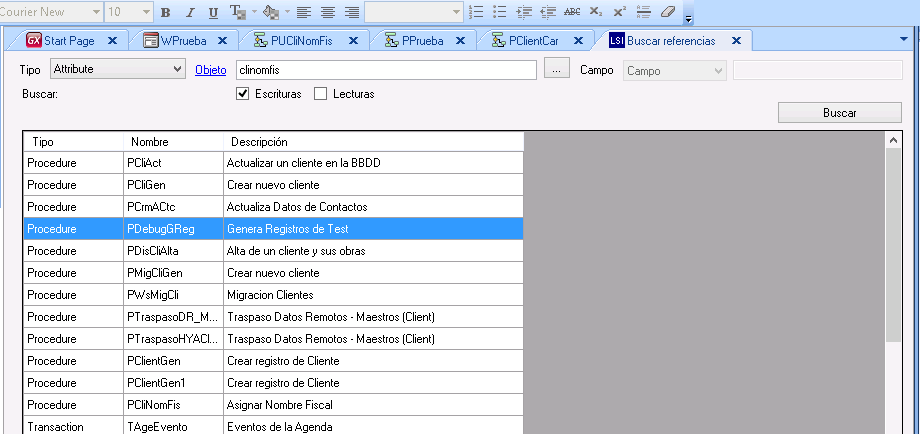 Courier New 10 B I U ABC X₂ X²
GX Start Page X WPrueba X PUCliNomFis X PPrueba X PClientCar X LSI Buscar referencias X
Tipo Attribute Objeto clinomfis ... Campo Campo
Buscar: Escrituras Lecturas
Buscar
Tipo Nombre Descripción
Procedure PCliAct Actualizar un cliente en la BBDD
Procedure PCliGen Crear nuevo cliente
Procedure PCrmACtc Actualiza Datos de Contactos
Procedure PDebugGReg Genera Registros de Test
Procedure PDisCliAlta Alta de un cliente y sus obras
Procedure PMigCliGen Crear nuevo cliente
Procedure PWsMigCli Migracion Clientes
Procedure PTraspasoDR_M... Traspaso Datos Remotos - Maestros (Client)
Procedure PTraspasoHYACl... Traspaso Datos Remotos - Maestros (Client)
Procedure PClientGen Crear registro de Cliente
Procedure PClientGen1 Crear registro de Cliente
Procedure PCliNomFis Asignar Nombre Fiscal
Transaction TAgeEvento Eventos de la Agenda